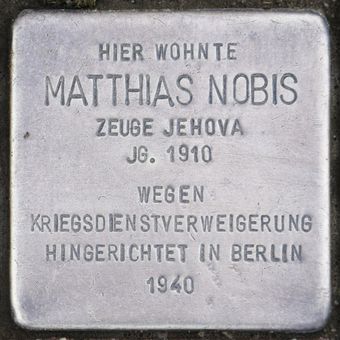 HIER WOHNTE
MATTHIAS NOBIS
ZEUGE JEHOVA
JG. 1910
WEGEN
KRIEGSDIENSTVERWEIGERUNG
HINGERICHTET IN BERLIN
1940